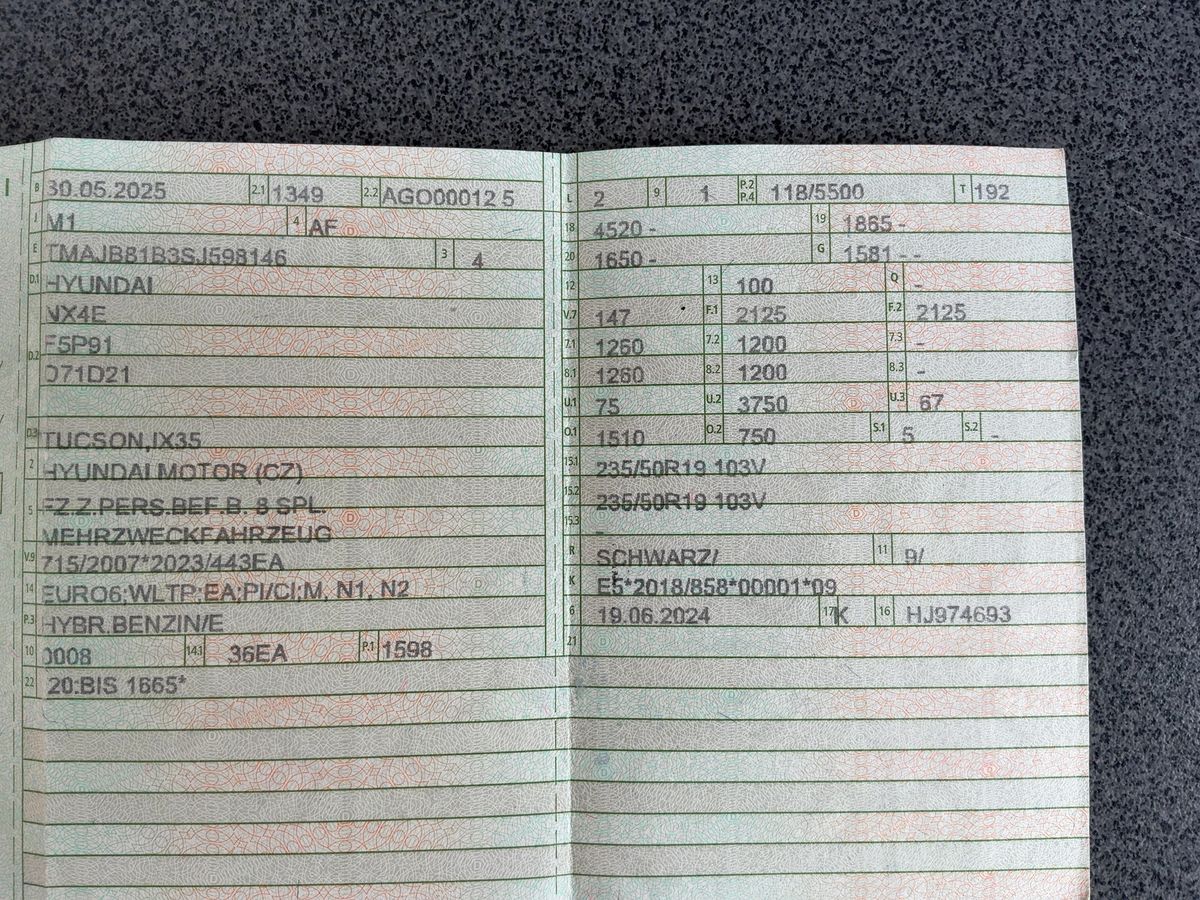 B 30.05.2025 2.1 1349 2.2 AGO00012 5
J M1 4 AF
E TMAJB81B3SJ598146 3 4
D.1 HYUNDAI
NX4E
D.2 F5P91
D71D21
D.3 TUCSON,IX35
2 HYUNDAI MOTOR (CZ)
5 FZ.Z.PERS.BEF.B. 8 SPL.
MEHRZWECKFAHRZEUG
V.9 715/2007*2023/443EA
14 EURO6;WLTP;EA;PI/CI;M, N1, N2
P.3 HYBR.BENZIN/E
10 0008 14.1 36EA P.1 1598
22 20:BIS 1665*
L 2 9 1 P.2 P.4 118/5500 T 192
18 4520 - 19 1865 -
20 1650 - G 1581 - -
12 13 100 Q -
V.7 147 F.1 2125 F.2 2125
7.1 1260 7.2 1200 7.3 -
8.1 1260 8.2 1200 8.3 -
U.1 75 U.2 3750 U.3 67
O.1 1510 O.2 750 S.1 5 S.2 -
15.1 235/50R19 103V
15.2 235/50R19 103V
15.3 -
R SCHWARZ/ 11 9/
K E5*2018/858*00001*09
6 19.06.2024 17 K 16 HJ974693
21